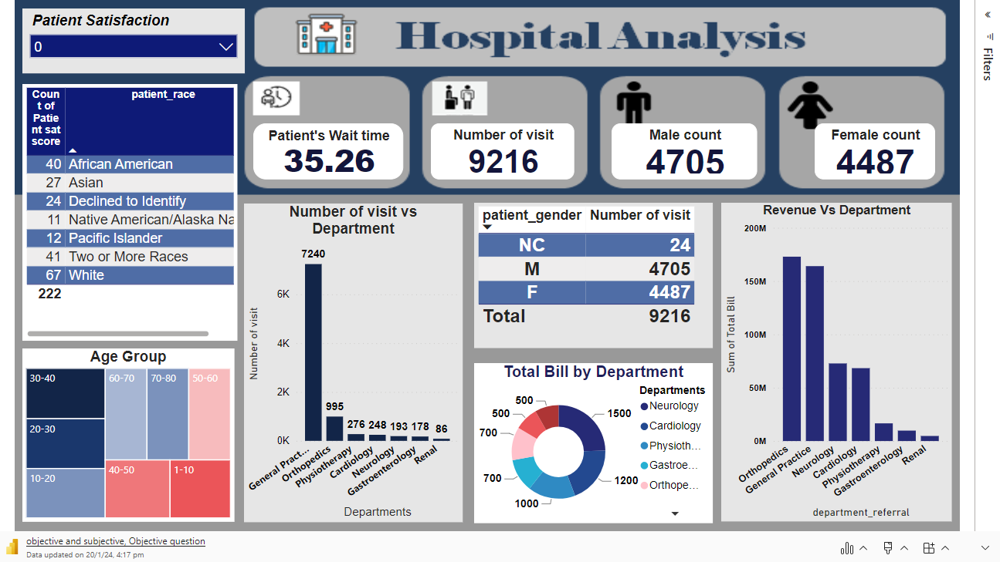 Patient Satisfaction
0
Hospital Analysis
Filters
Coun
t of
Patie
nt sat
score
patient_race
40 African American
27 Asian
24 Declined to Identify
11 Native American/Alaska Na
12 Pacific Islander
41 Two or More Races
67 White
222
Patient's Wait time
35.26
Number of visit
9216
Male count
4705
Female count
4487
Age Group
30-40
20-30
10-20
60-70
70-80
50-60
40-50
1-10
Number of visit vs
Department
Number of visit
6K
4K
2K
0K
7240
995
276
248
193
178
86
General Pract...
Orthopedics
Physiotherapy
Cardiology
Neurology
Gastroenterology
Renal
Departments
patient_gender Number of visit
NC 24
M 4705
F 4487
Total 9216
Total Bill by Department
1500
1200
1000
700
700
500
500
Departments
Neurology
Cardiology
Physioth...
Gastroe...
Orthope...
Revenue Vs Department
Sum of Total Bill
200M
150M
100M
50M
0M
Orthopedics
General Practice
Neurology
Cardiology
Physiotherapy
Gastroenterology
Renal
department_referral
objective and subjective, Objective question
Data updated on 20/1/24, 4:17 pm